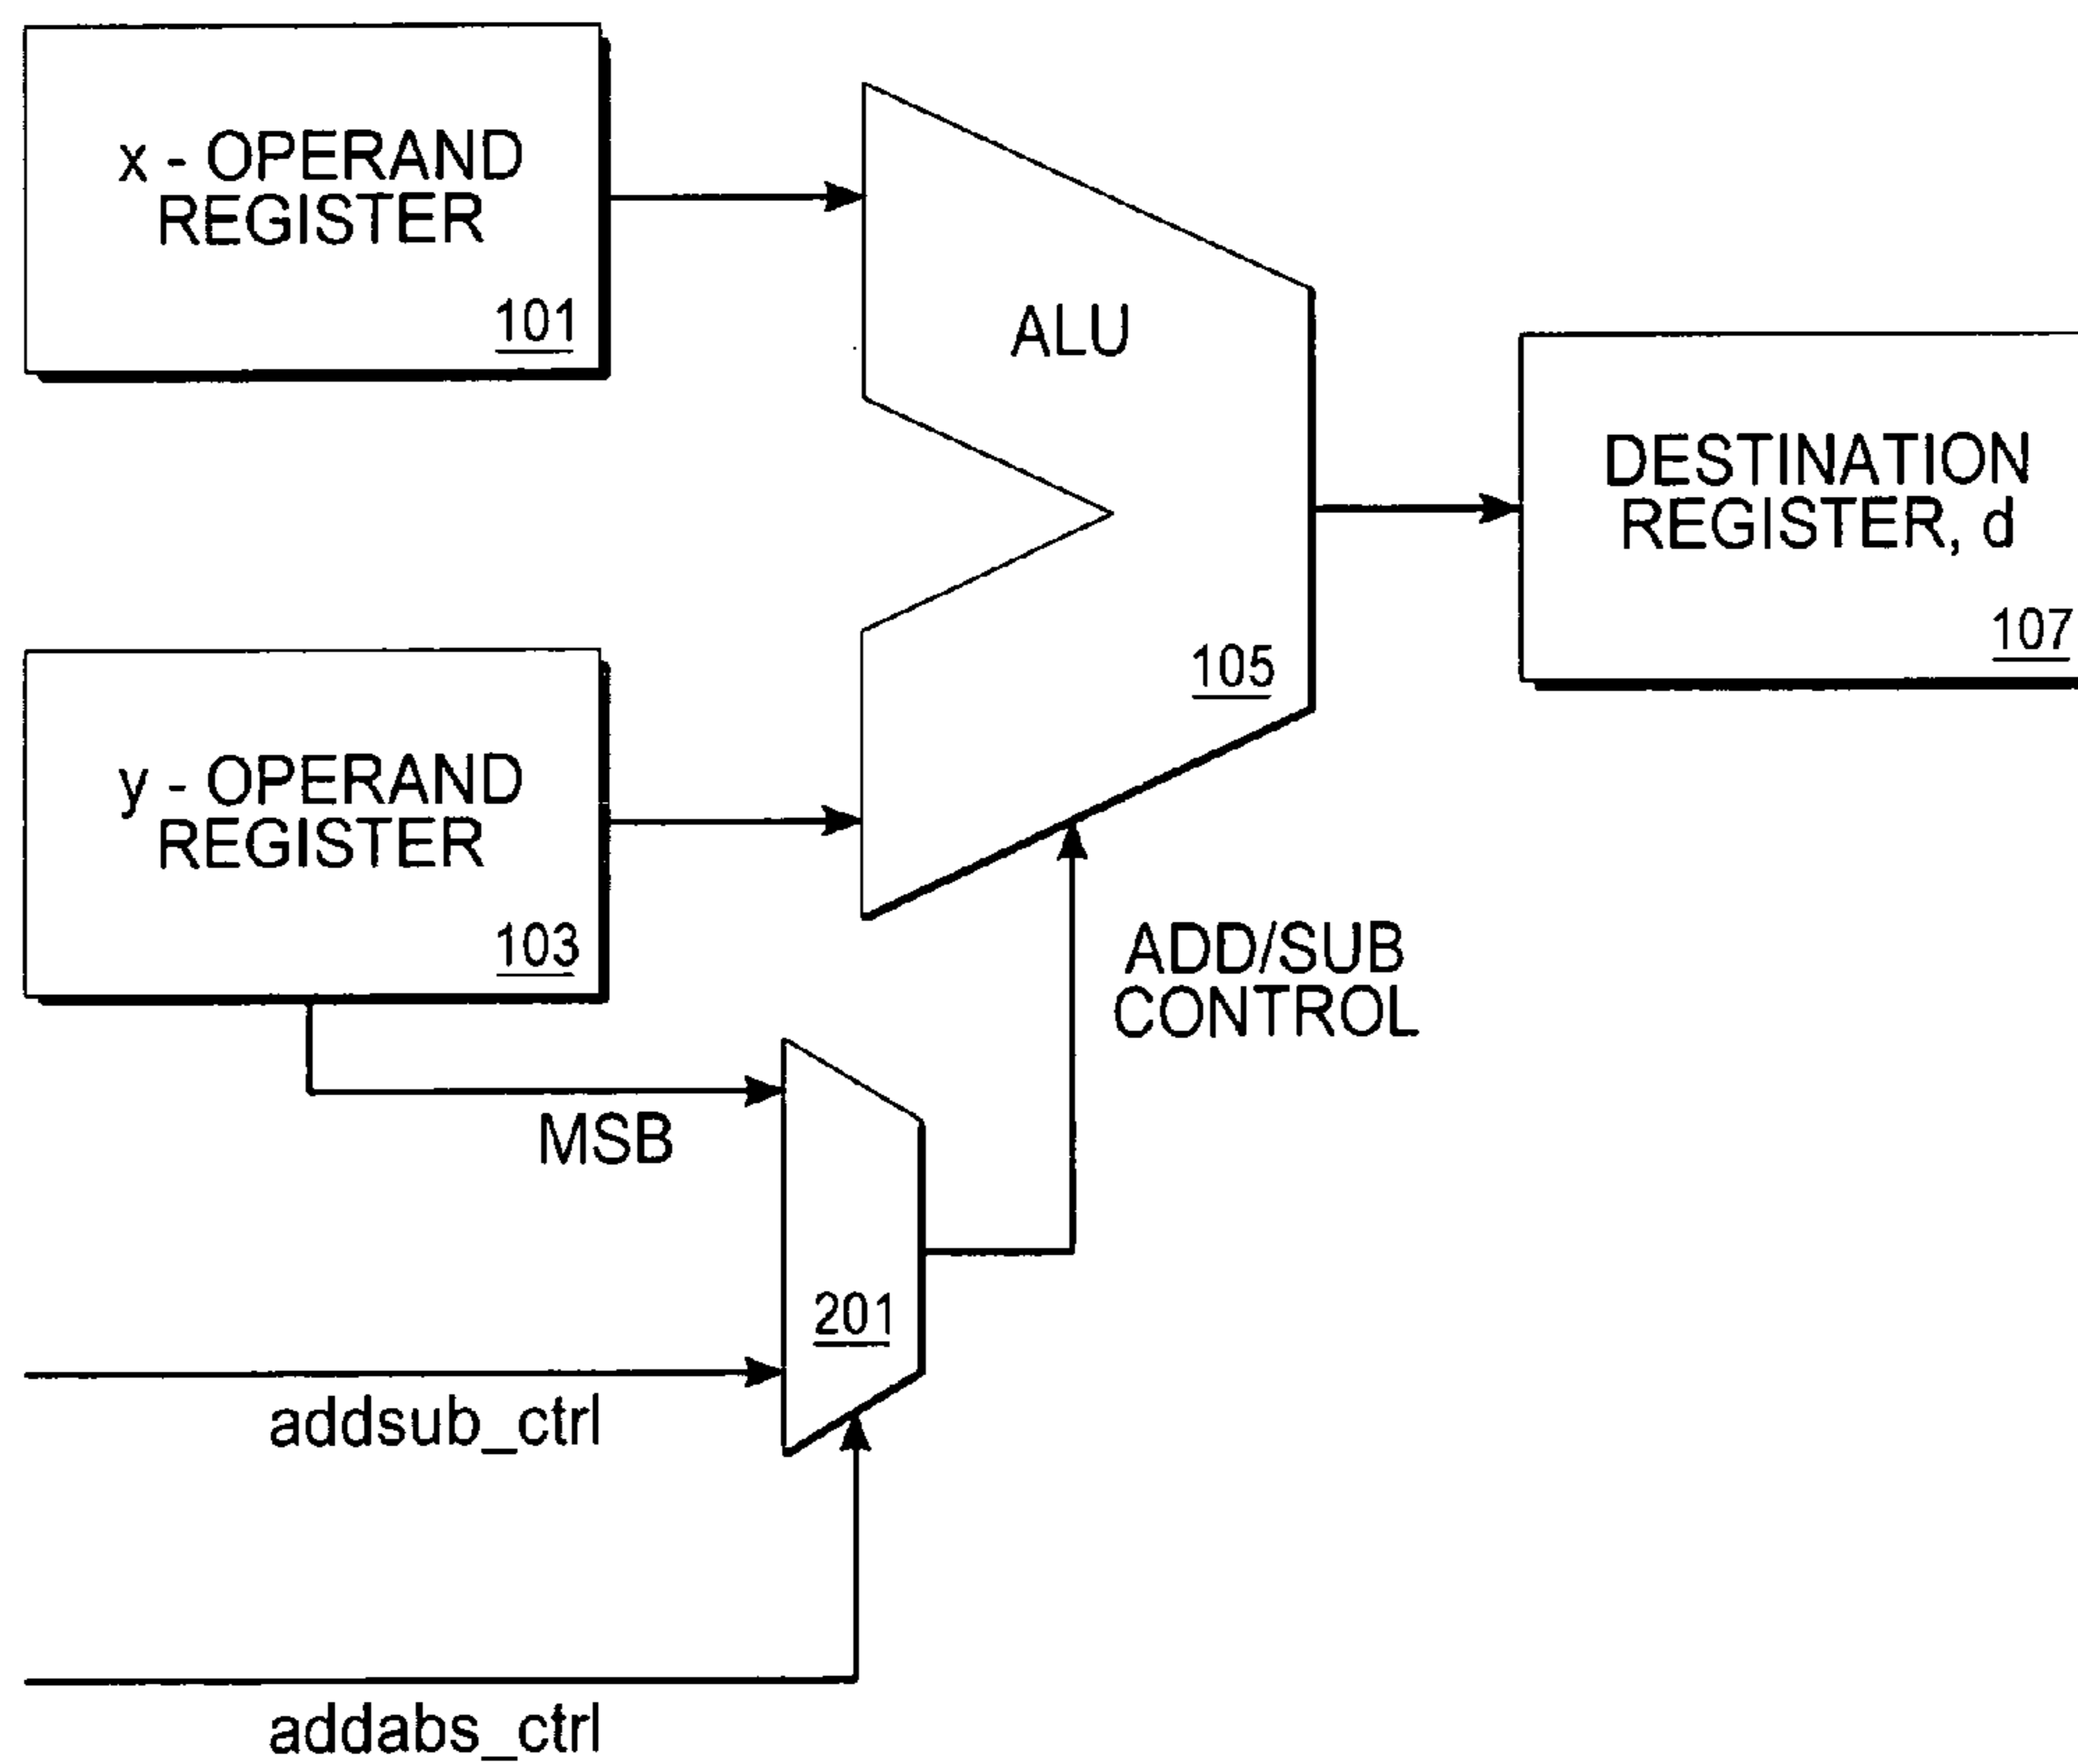 x - OPERAND
REGISTER
101
ALU
DESTINATION
REGISTER, d
107
105
y - OPERAND
REGISTER
103
ADD/SUB
CONTROL
MSB
201
addsub_ctrl
addabs_ctrl